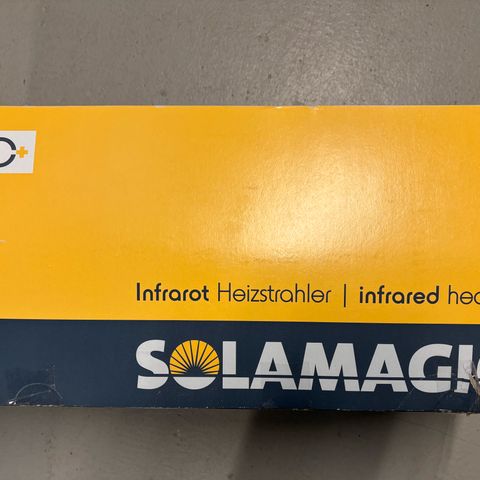 Infrarot Heizstrahler | infrared
SOLAMAGIC